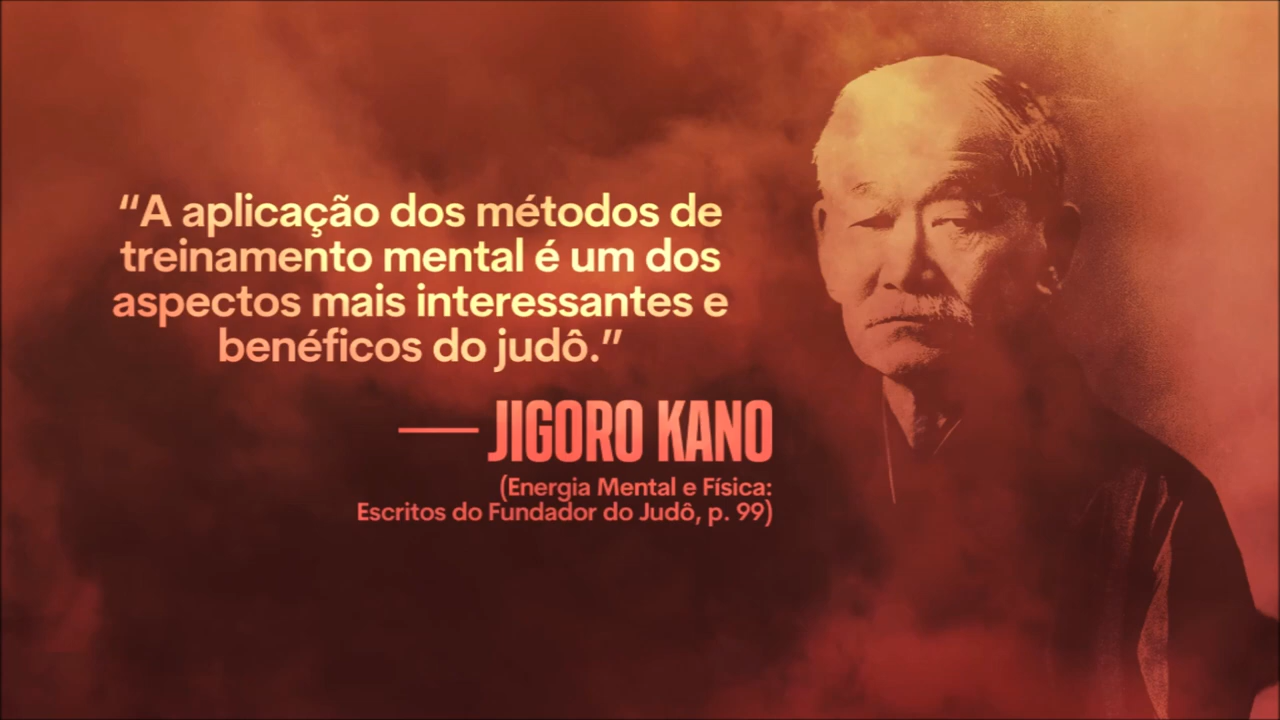 “A aplicação dos métodos de
treinamento mental é um dos
aspectos mais interessantes e
benéficos do judô.”
— JIGORO KANO
(Energia Mental e Física:
Escritos do Fundador do Judô, p. 99)